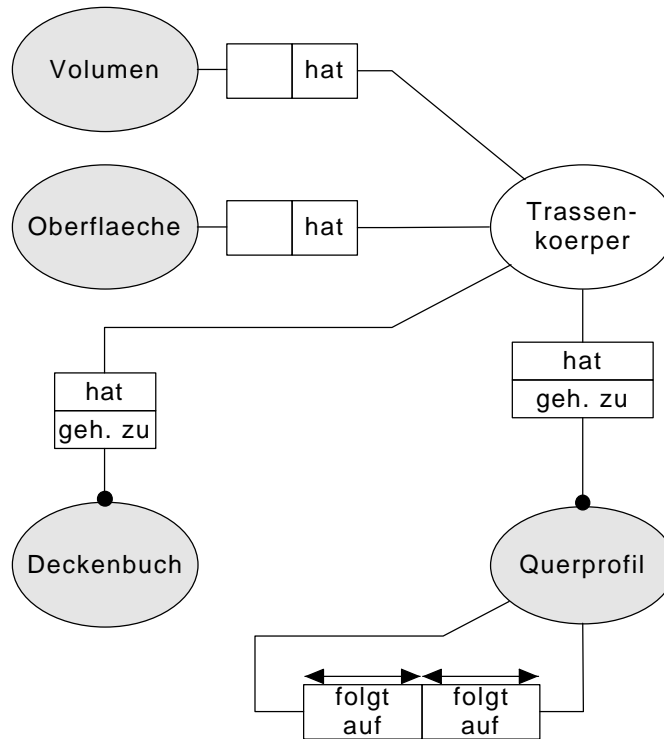 Volumen
hat
Oberflaeche
hat
Trassen-
koerper
hat
geh. zu
hat
geh. zu
Deckenbuch
Querprofil
folgt
auf
folgt
auf